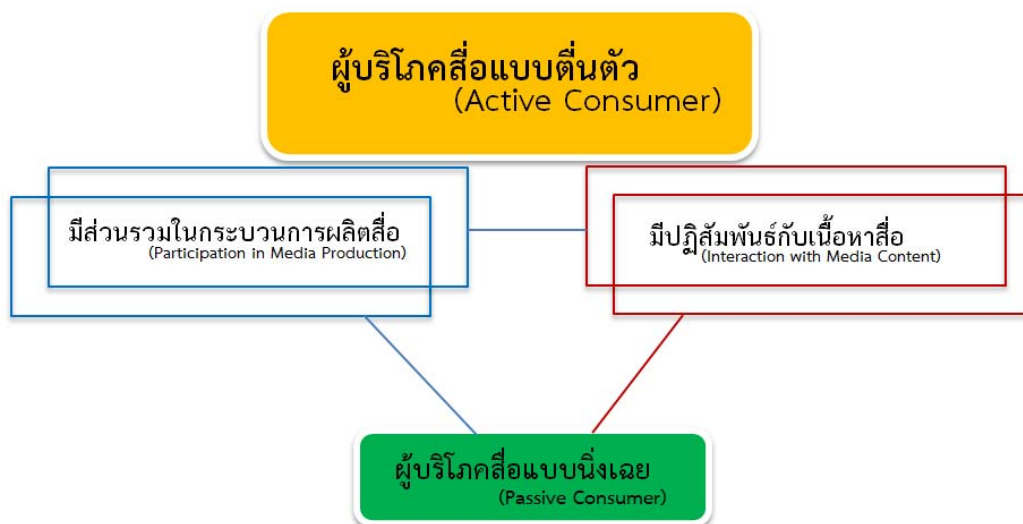 ผู้บริโภคสื่อแบบตื่นตัว
(Active Consumer)
มีส่วนรวมในกระบวนการผลิตสื่อ
(Participation in Media Production)
มีปฏิสัมพันธ์กับเนื้อหาสื่อ
(Interaction with Media Content)
ผู้บริโภคสื่อแบบนิ่งเฉย
(Passive Consumer)